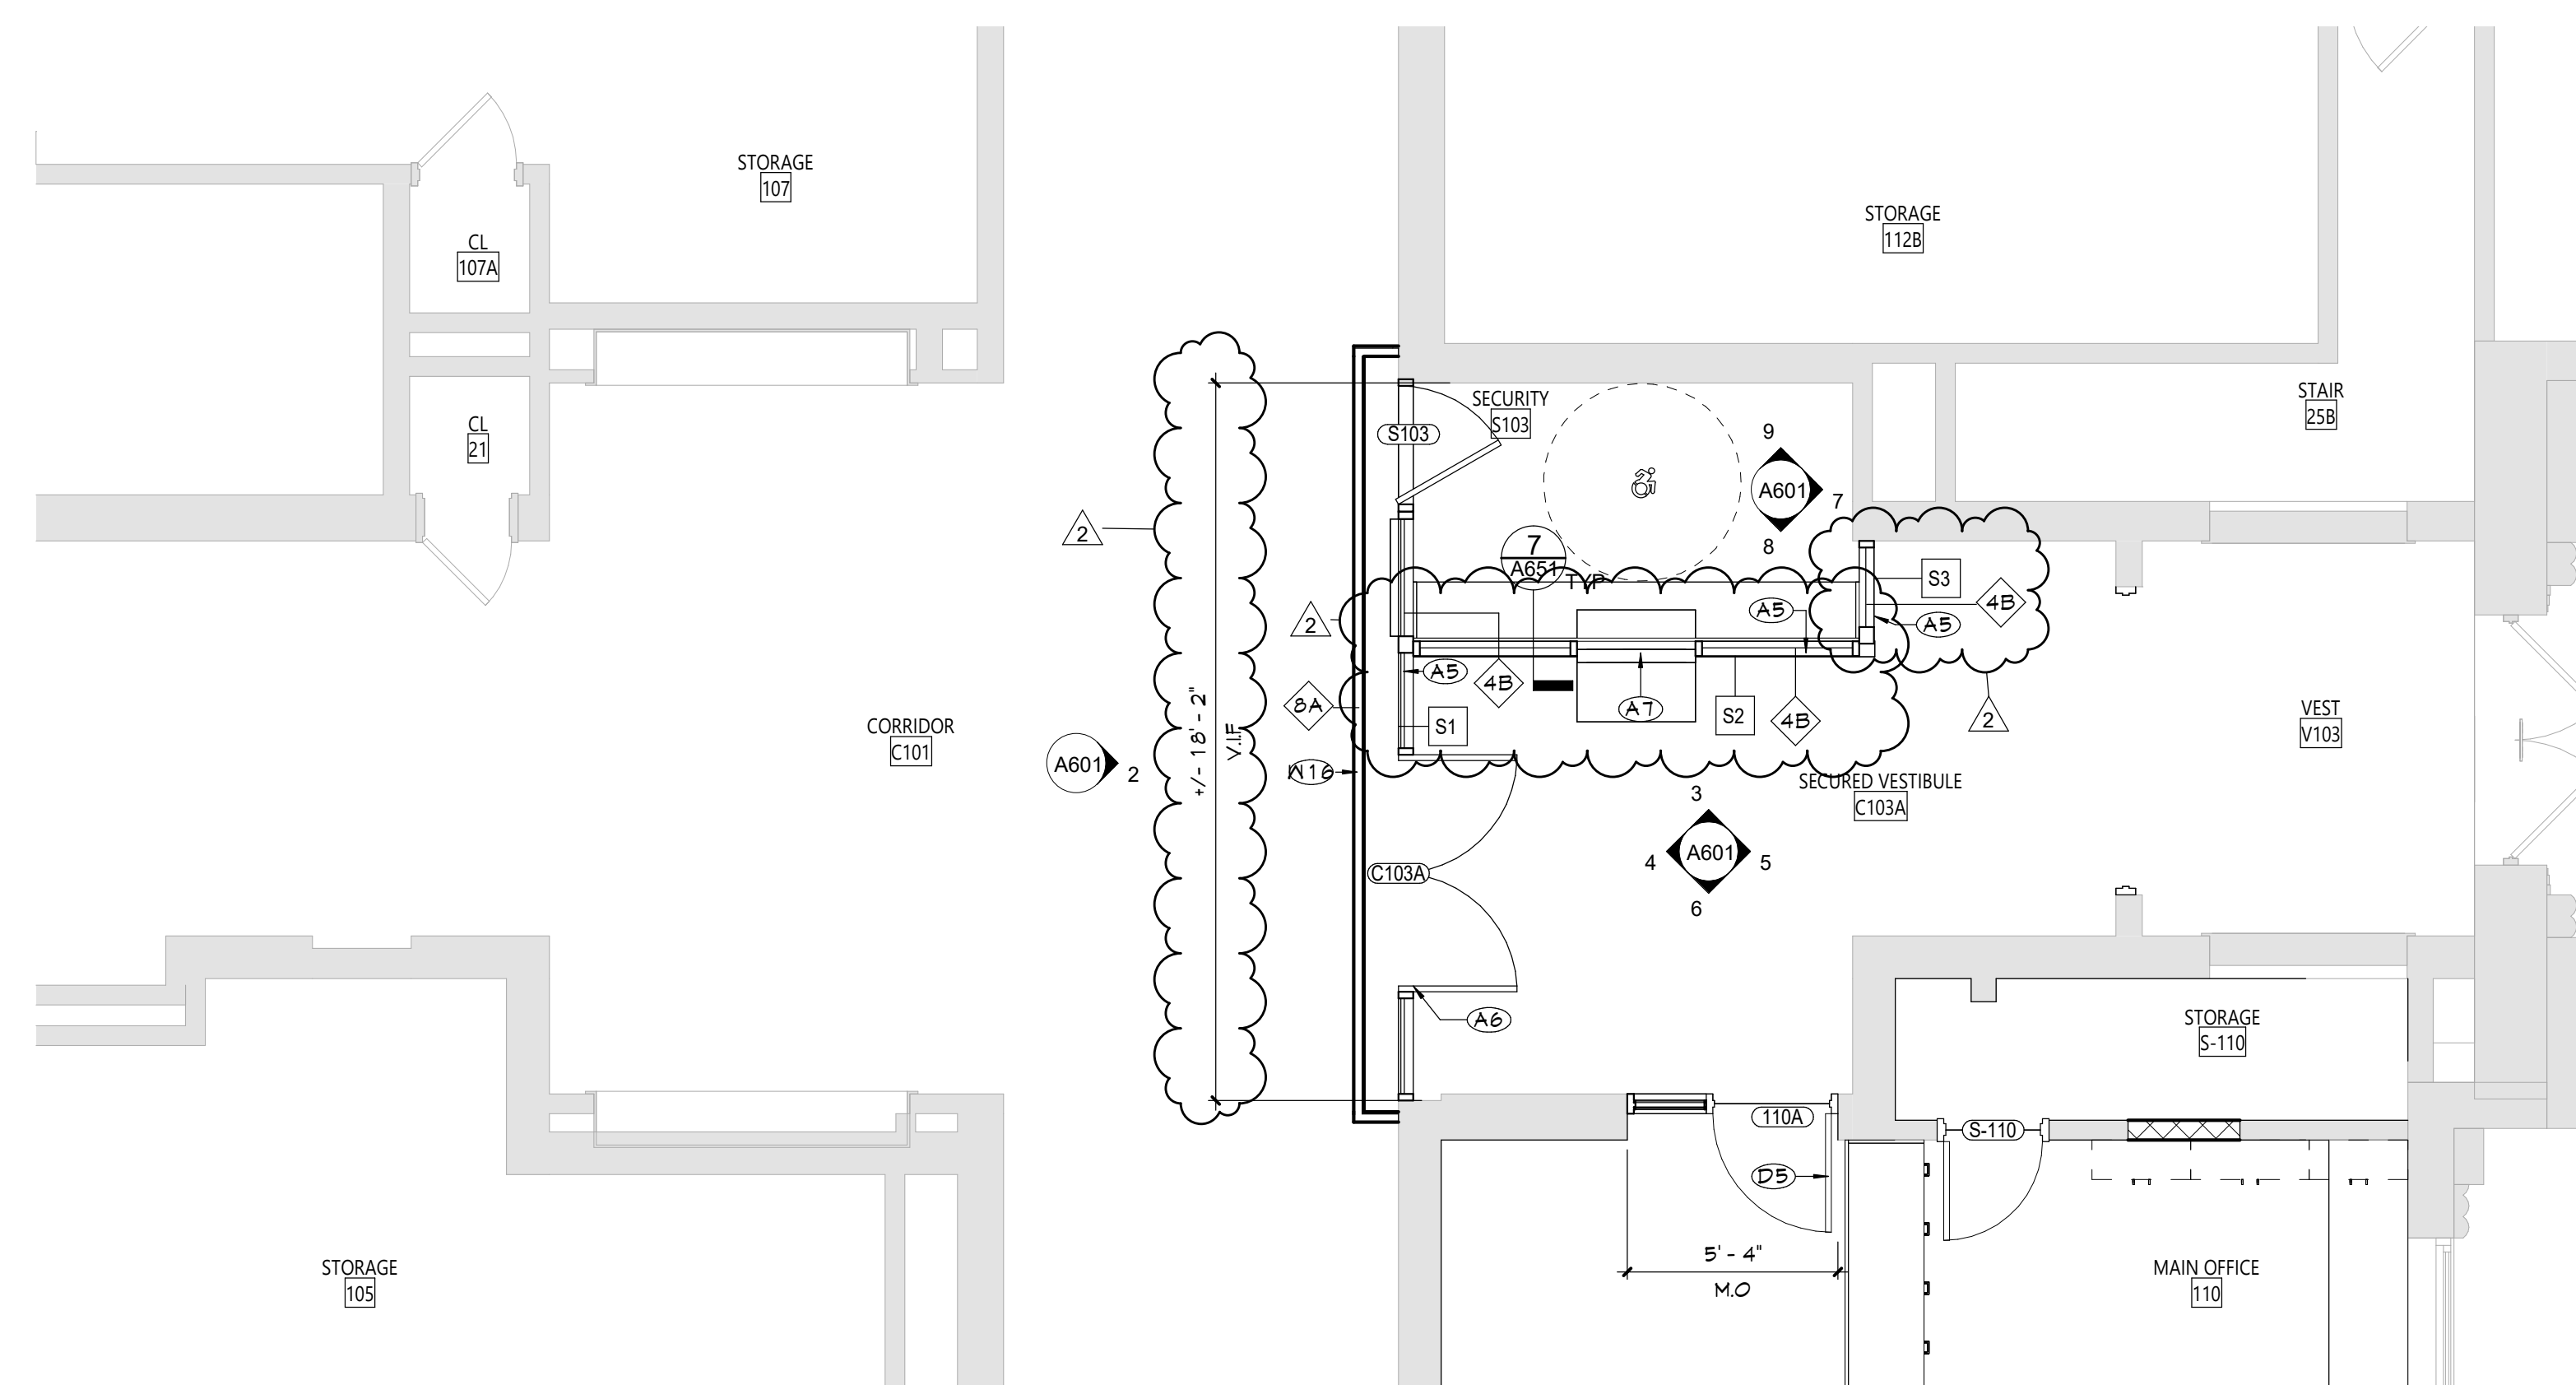 STORAGE
107
STORAGE
112B
CL
107A
CL
21
SECURITY
S103
S103
STAIR
25B
9
A601
7
8
7
A651
TYP
2
2
S3
4B
A5
A5
A5
4B
A7
S2
4B
2
8A
S1
W16
+/- 18' - 2"
V.I.F
CORRIDOR
C101
A601
2
VEST
V103
SECURED VESTIBULE
C103A
3
4
A601
5
6
C103A
A6
STORAGE
S-110
110A
S-110
D5
5' - 4"
M.O
STORAGE
105
MAIN OFFICE
110